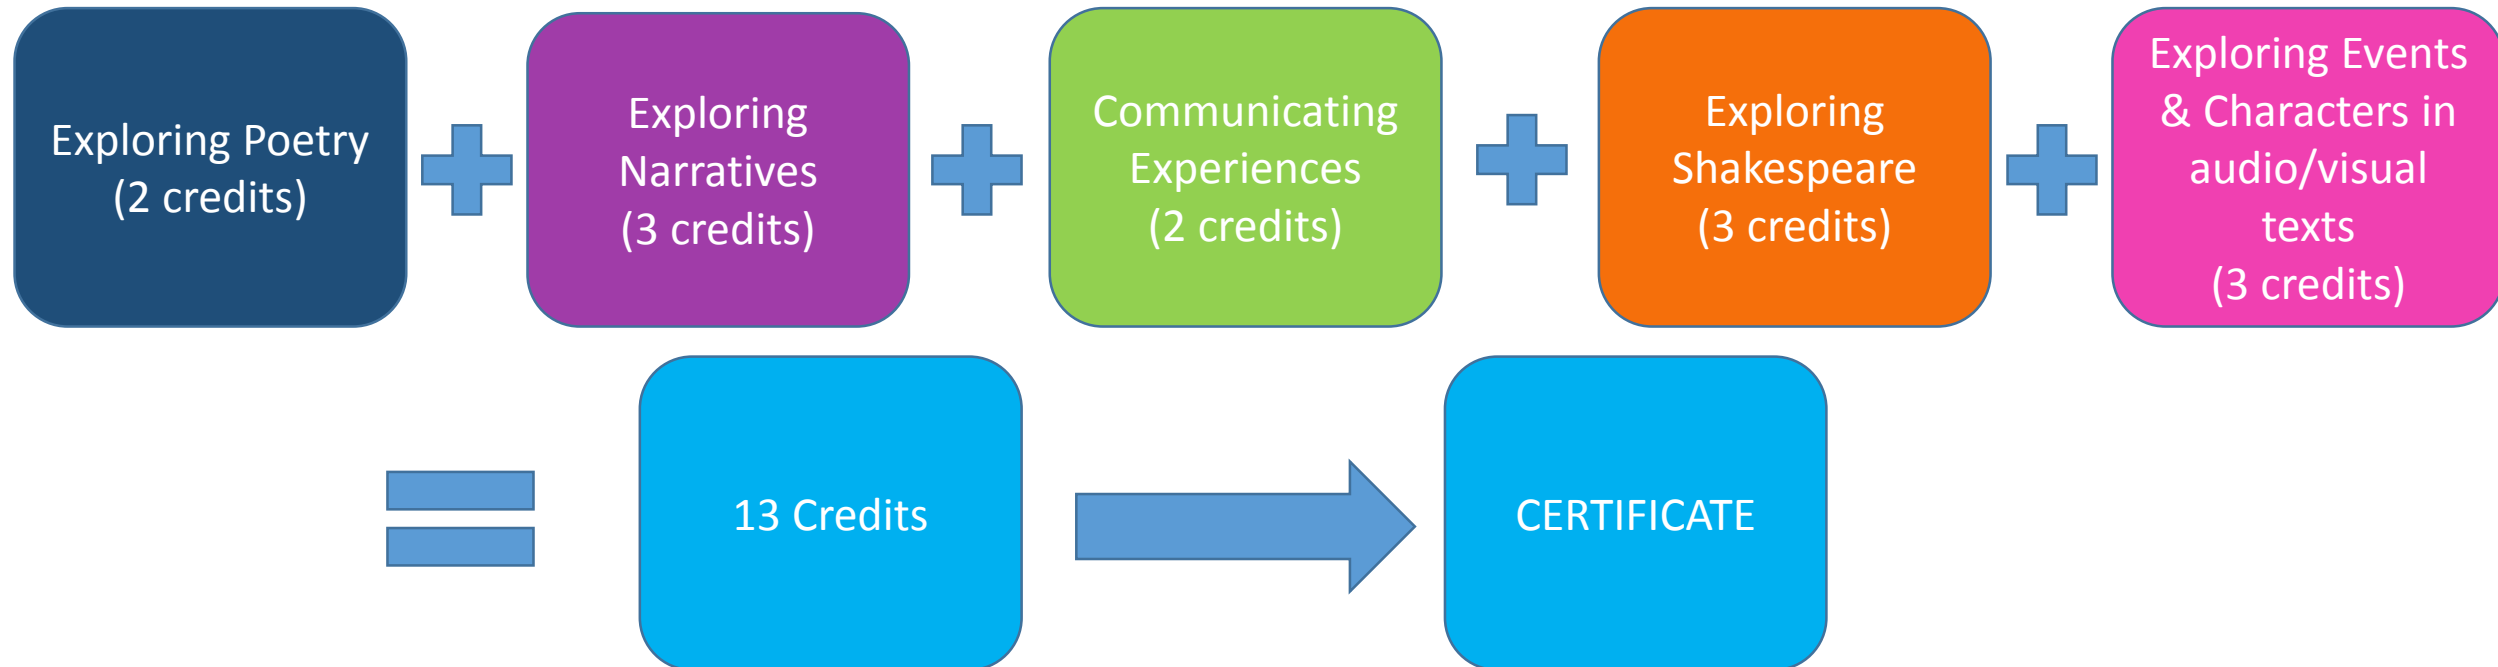 Exploring Poetry
(2 credits)
Exploring
Narratives
(3 credits)
Communicating
Experiences
(2 credits)
Exploring
Shakespeare
(3 credits)
Exploring Events
& Characters in
audio/visual
texts
(3 credits)
13 Credits
CERTIFICATE